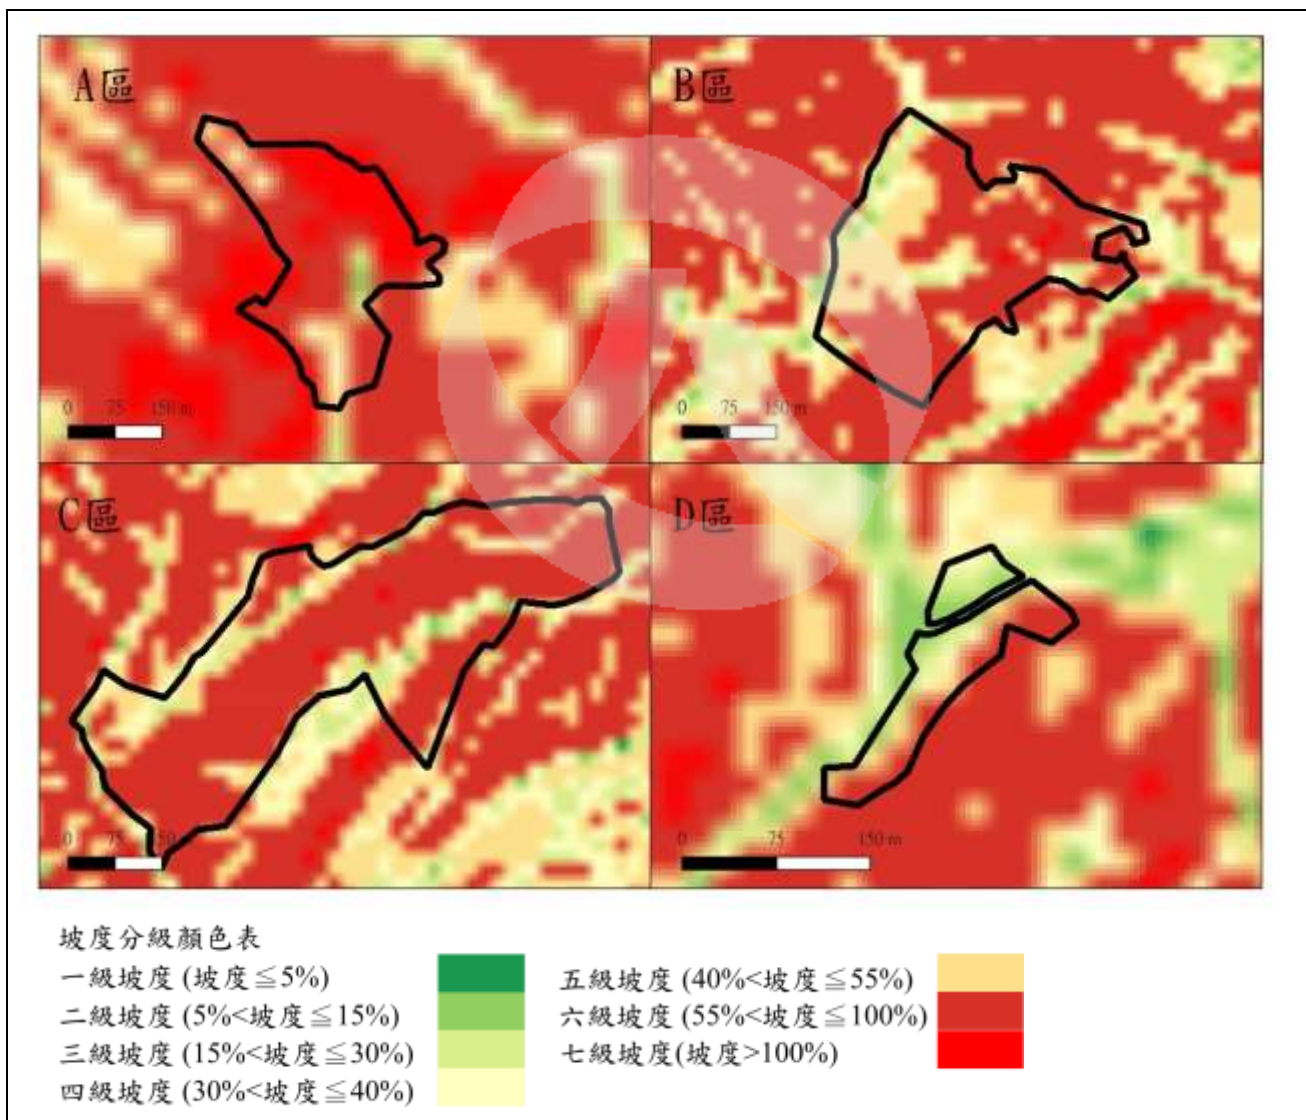 A區
B區
0 75 150 m
0 75 150 m
C區
D區
0 75 150
0 75 150 m
坡度分級顏色表
一級坡度 (坡度≦5%)
五級坡度 (40%<坡度≦55%)
二級坡度 (5%<坡度≦15%)
六級坡度 (55%<坡度≦100%)
三級坡度 (15%<坡度≦30%)
七級坡度(坡度>100%)
四級坡度 (30%<坡度≦40%)